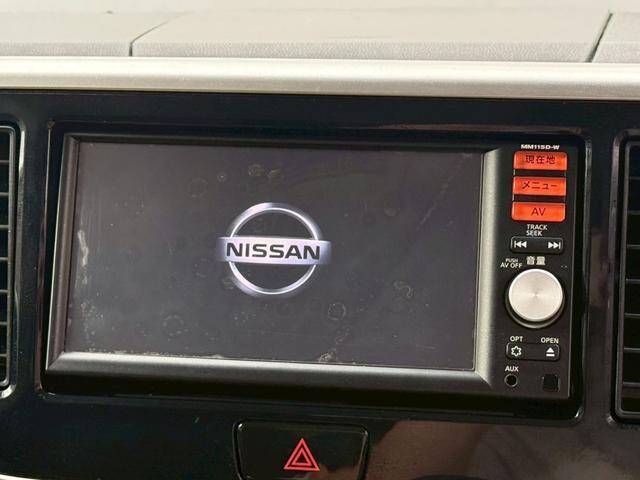 MM115D-W
現在地
メニュー
AV
TRACK
SEEK
PUSH
AV OFF
音量
NISSAN
OPT
OPEN
AUX